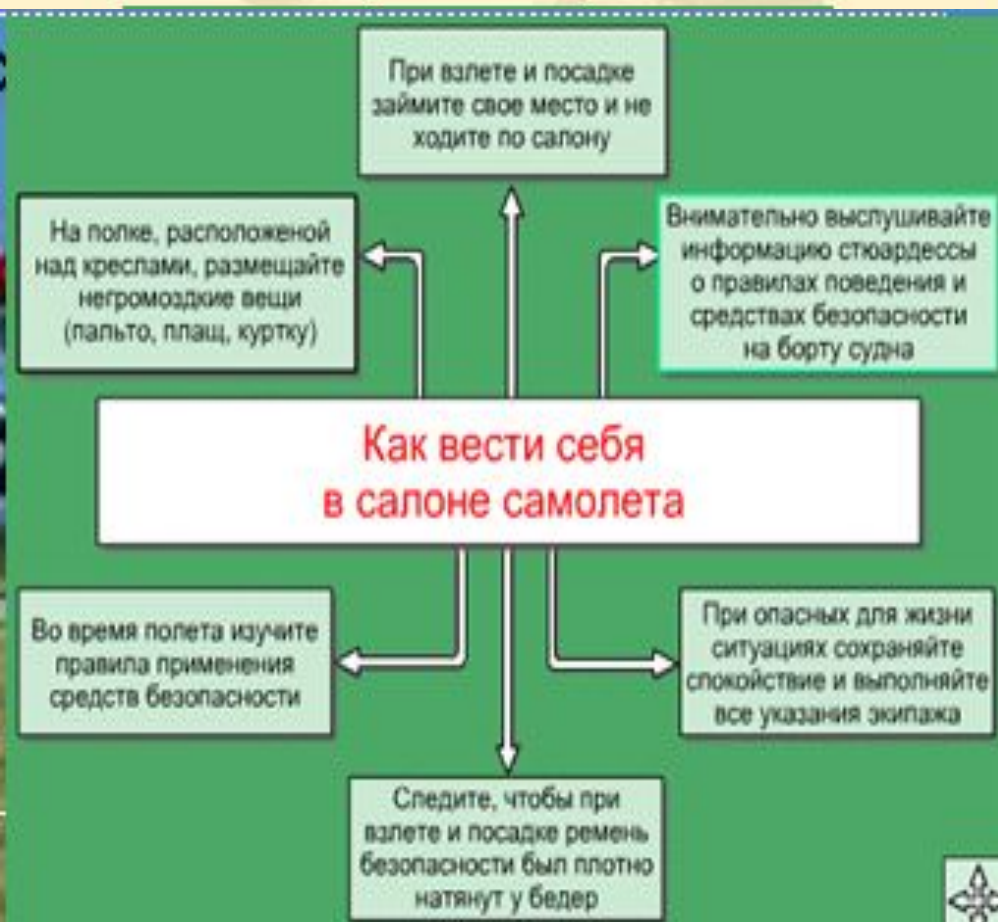 При взлете и посадке
займите свое место и не
ходите по салону
На полке, расположеной
над креслами, размещайте
негромоздкие вещи
(пальто, плащ, куртку)
Внимательно выслушивайте
информацию стюардессы
о правилах поведения и
средствах безопасности
на борту судна
Как вести себя
в салоне самолета
Во время полета изучите
правила применения
средств безопасности
При опасных для жизни
ситуациях сохраняйте
спокойствие и выполняйте
все указания экипажа
Следите, чтобы при
взлете и посадке ремень
безопасности был плотно
натянут у бедер